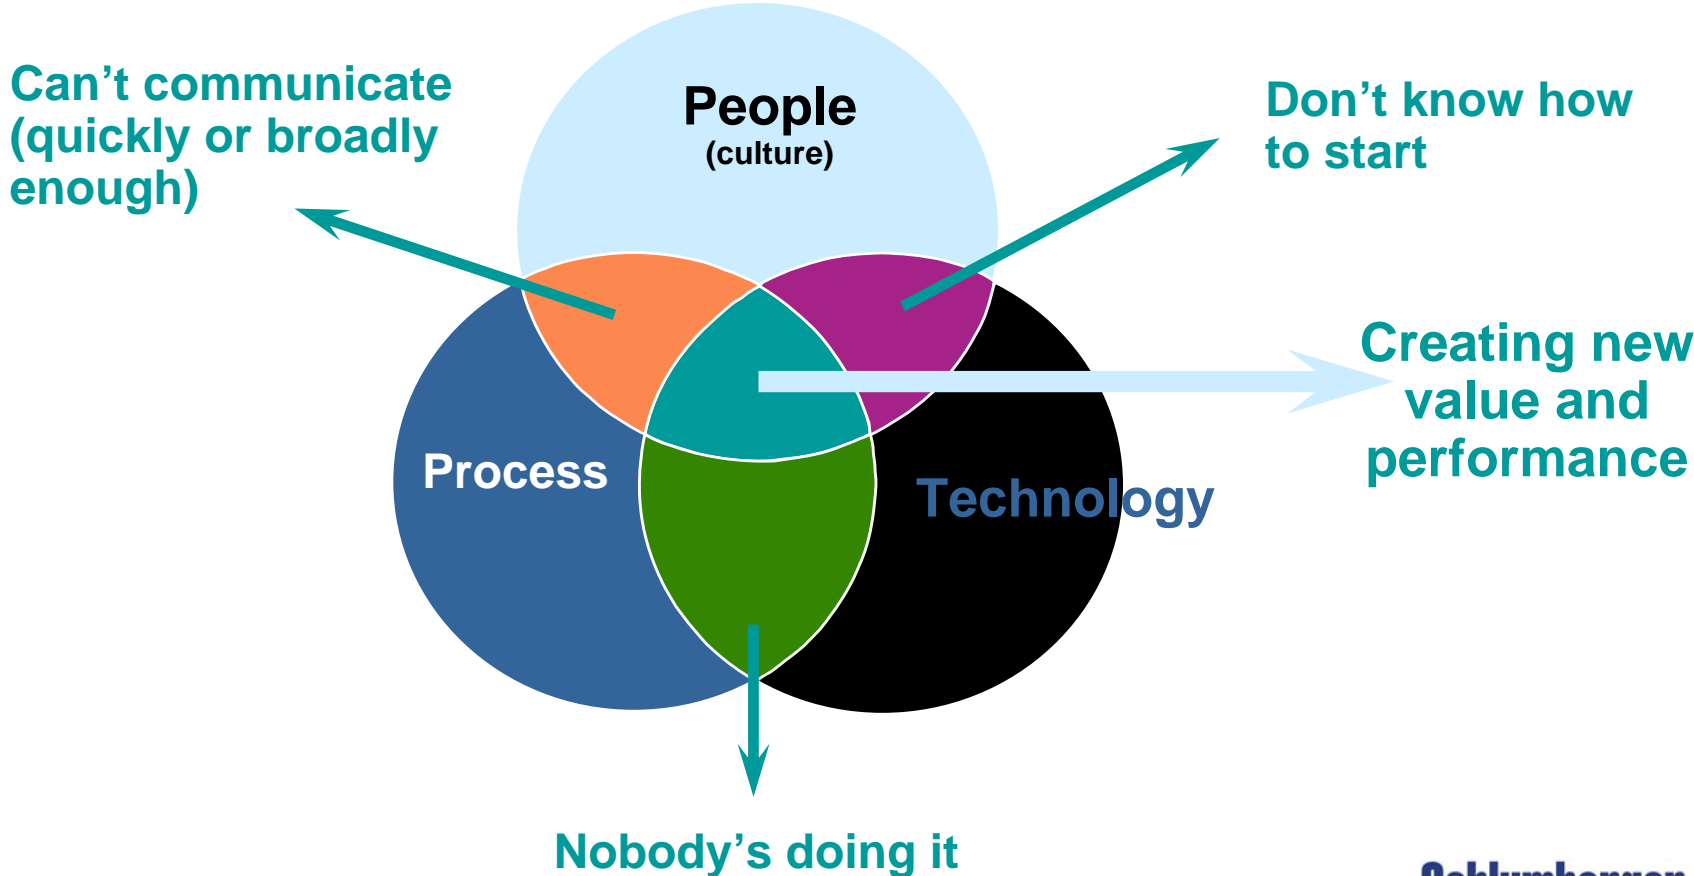 Can’t communicate
(quickly or broadly
enough)
People
(culture)
Don’t know how
to start
Creating new
value and
performance
Process
Technology
Nobody’s doing it
Schlumberger